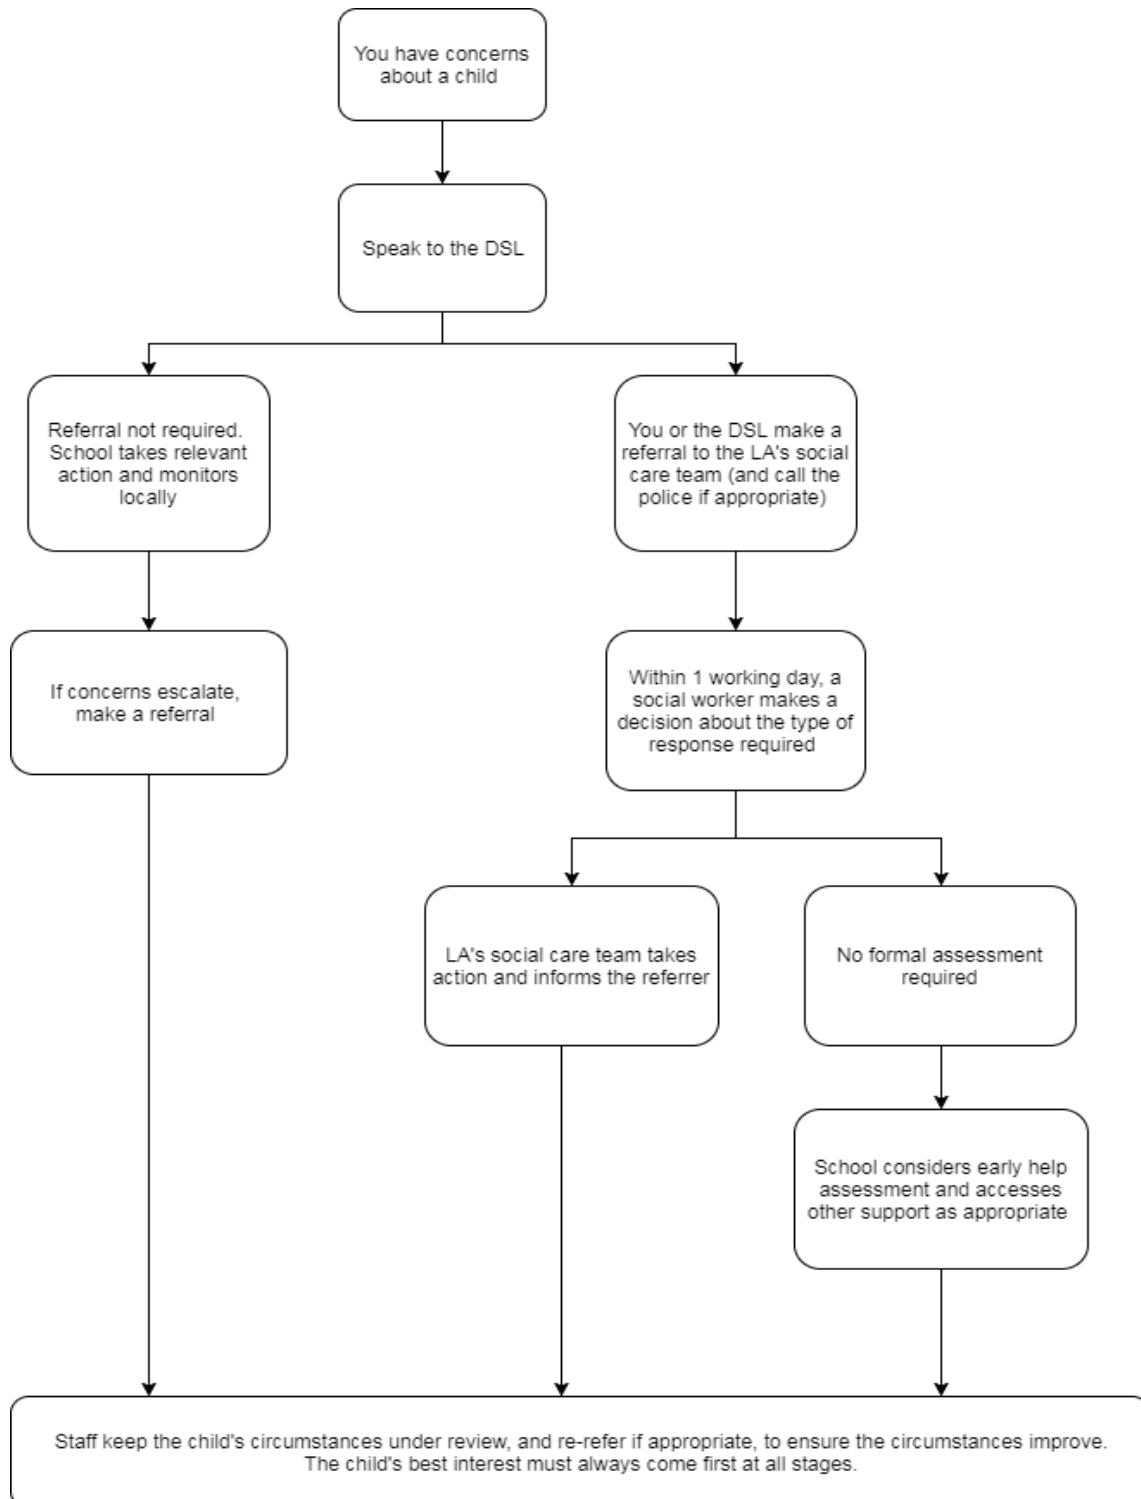 You have concerns
about a child
Speak to the DSL
Referral not required.
School takes relevant
action and monitors
locally
You or the DSL make a
referral to the LA's social
care team (and call the
police if appropriate)
If concerns escalate,
make a referral
Within 1 working day, a
social worker makes a
decision about the type of
response required
LA's social care team takes
action and informs the referrer
No formal assessment
required
School considers early help
assessment and accesses
other support as appropriate
Staff keep the child's circumstances under review, and re-refer if appropriate, to ensure the circumstances improve.
The child's best interest must always come first at all stages.